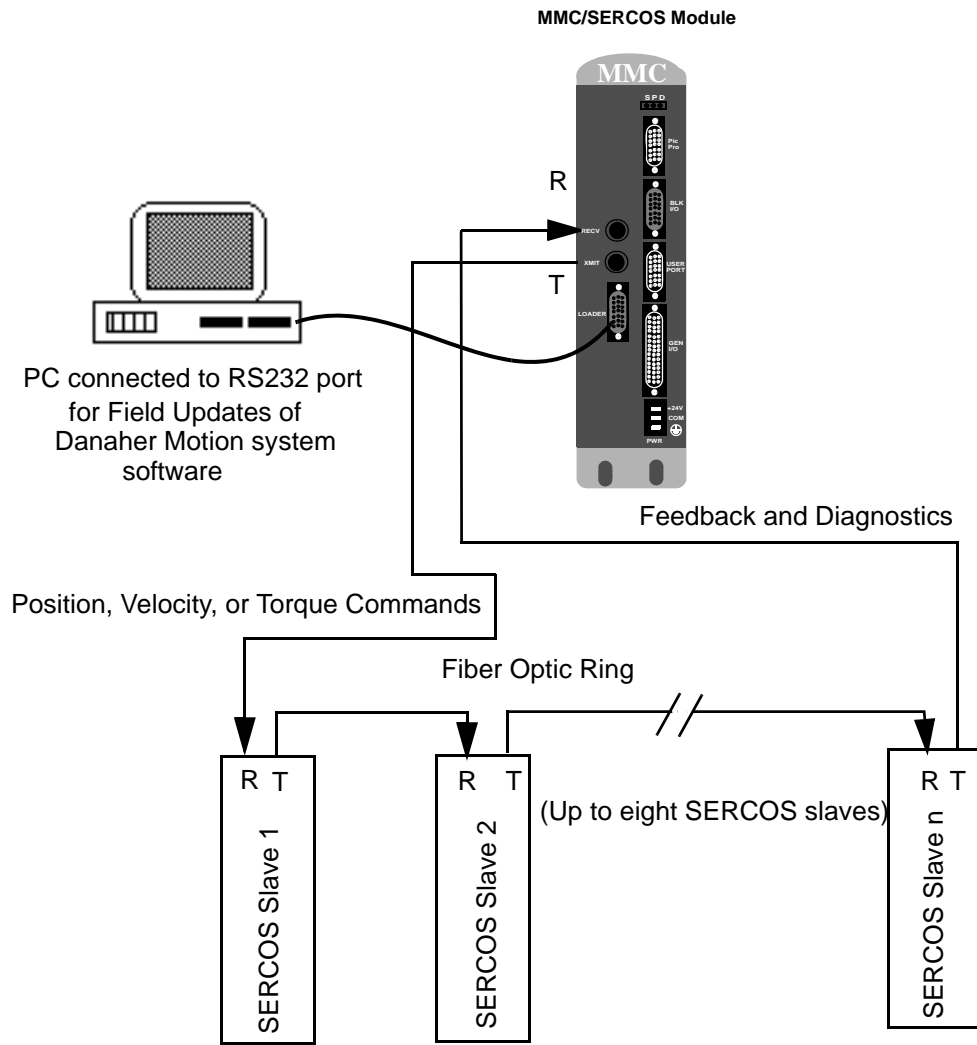 MMC/SERCOS Module
MMC
S P D
Pic
Pro
R
BLK
I/O
RECV
XMIT
USER
PORT
T
LOADER
GEN
I/O
+24V
COM
PWR
PC connected to RS232 port
for Field Updates of
Danaher Motion system
software
Feedback and Diagnostics
Position, Velocity, or Torque Commands
Fiber Optic Ring
R T
R T
R T
(Up to eight SERCOS slaves)
SERCOS Slave 1
SERCOS Slave 2
SERCOS Slave n